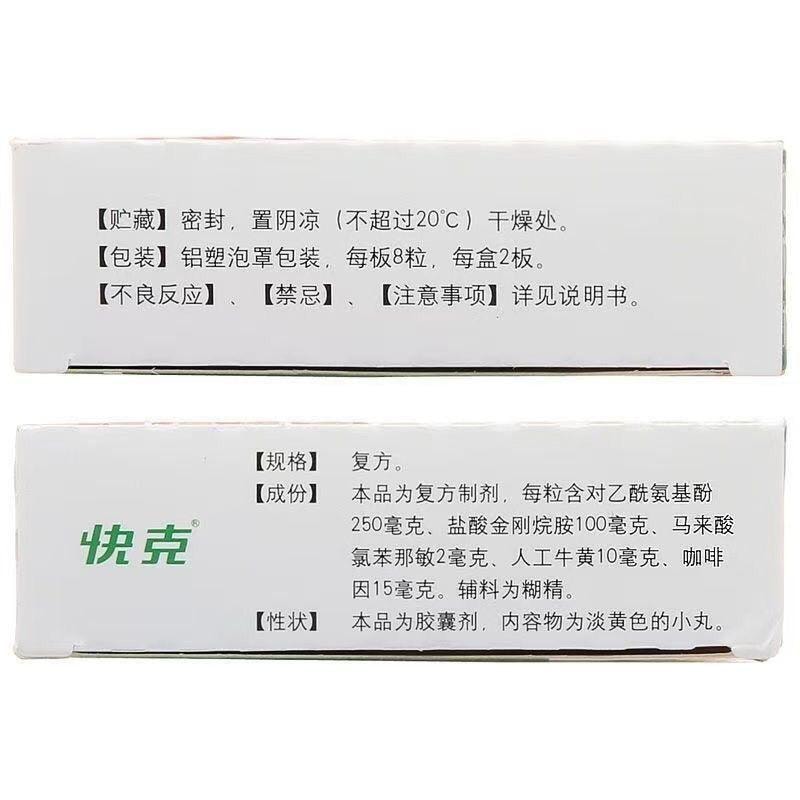 【贮藏】密封，置阴凉（不超过20℃）干燥处。
【包装】铝塑泡罩包装，每板8粒，每盒2板。
【不良反应】、【禁忌】、【注意事项】详见说明书。
快克®
【规格】 复方。
【成份】 本品为复方制剂，每粒含对乙酰氨基酚
250毫克、盐酸金刚烷胺100毫克、马来酸
氯苯那敏2毫克、人工牛黄10毫克、咖啡
因15毫克。辅料为糊精。
【性状】 本品为胶囊剂，内容物为淡黄色的小丸。